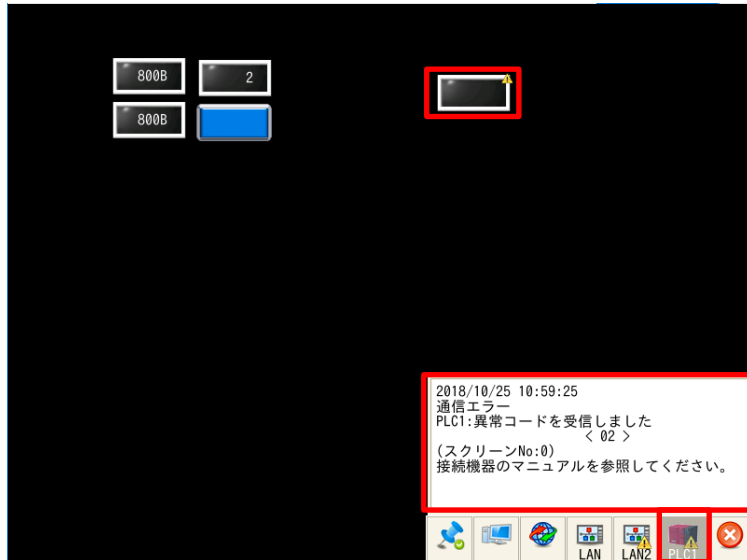 800B 2
800B
2018/10/25 10:59:25
通信エラー
PLC1:異常コードを受信しました
< 02 >
(スクリーンNo:0)
接続機器のマニュアルを参照してください。
LAN LAN2 PLC1